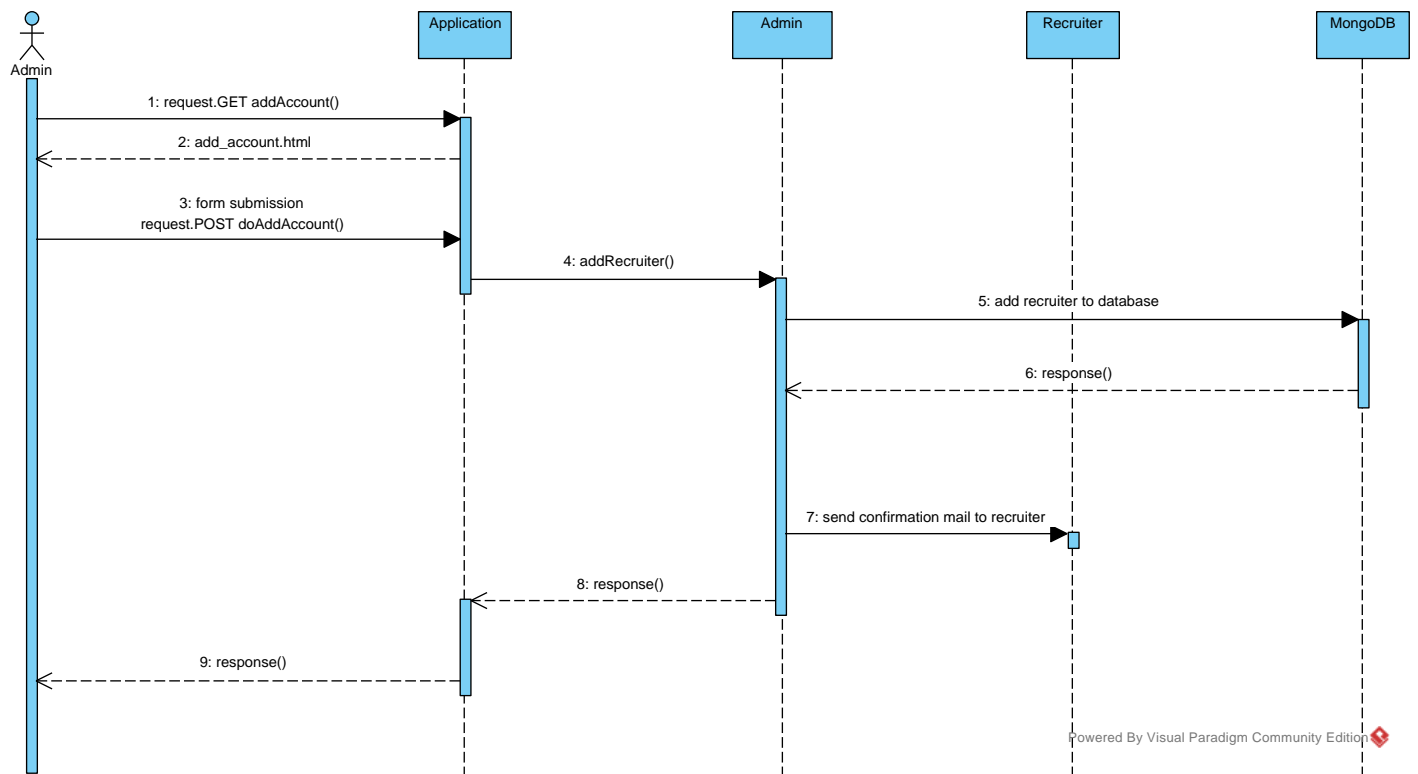 Application
Admin
Recruiter
MongoDB
Admin
1: request.GET addAccount()
2: add_account.html
3: form submission
request.POST doAddAccount()
4: addRecruiter()
5: add recruiter to database
6: response()
7: send confirmation mail to recruiter
8: response()
9: response()
Powered By Visual Paradigm Community Edition